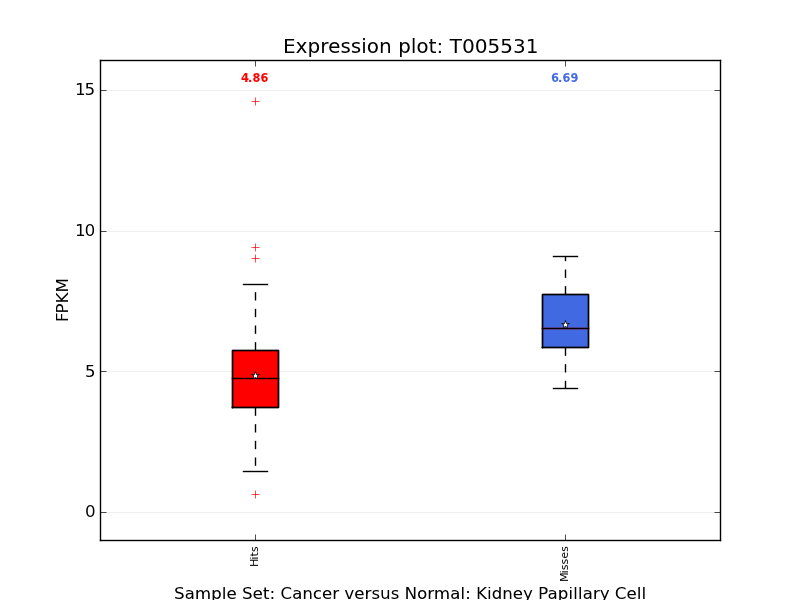 Expression plot: T005531
4.86
6.69
15
10
5
0
FPKM
Hits
Misses
Sample Set: Cancer versus Normal: Kidney Papillary Cell